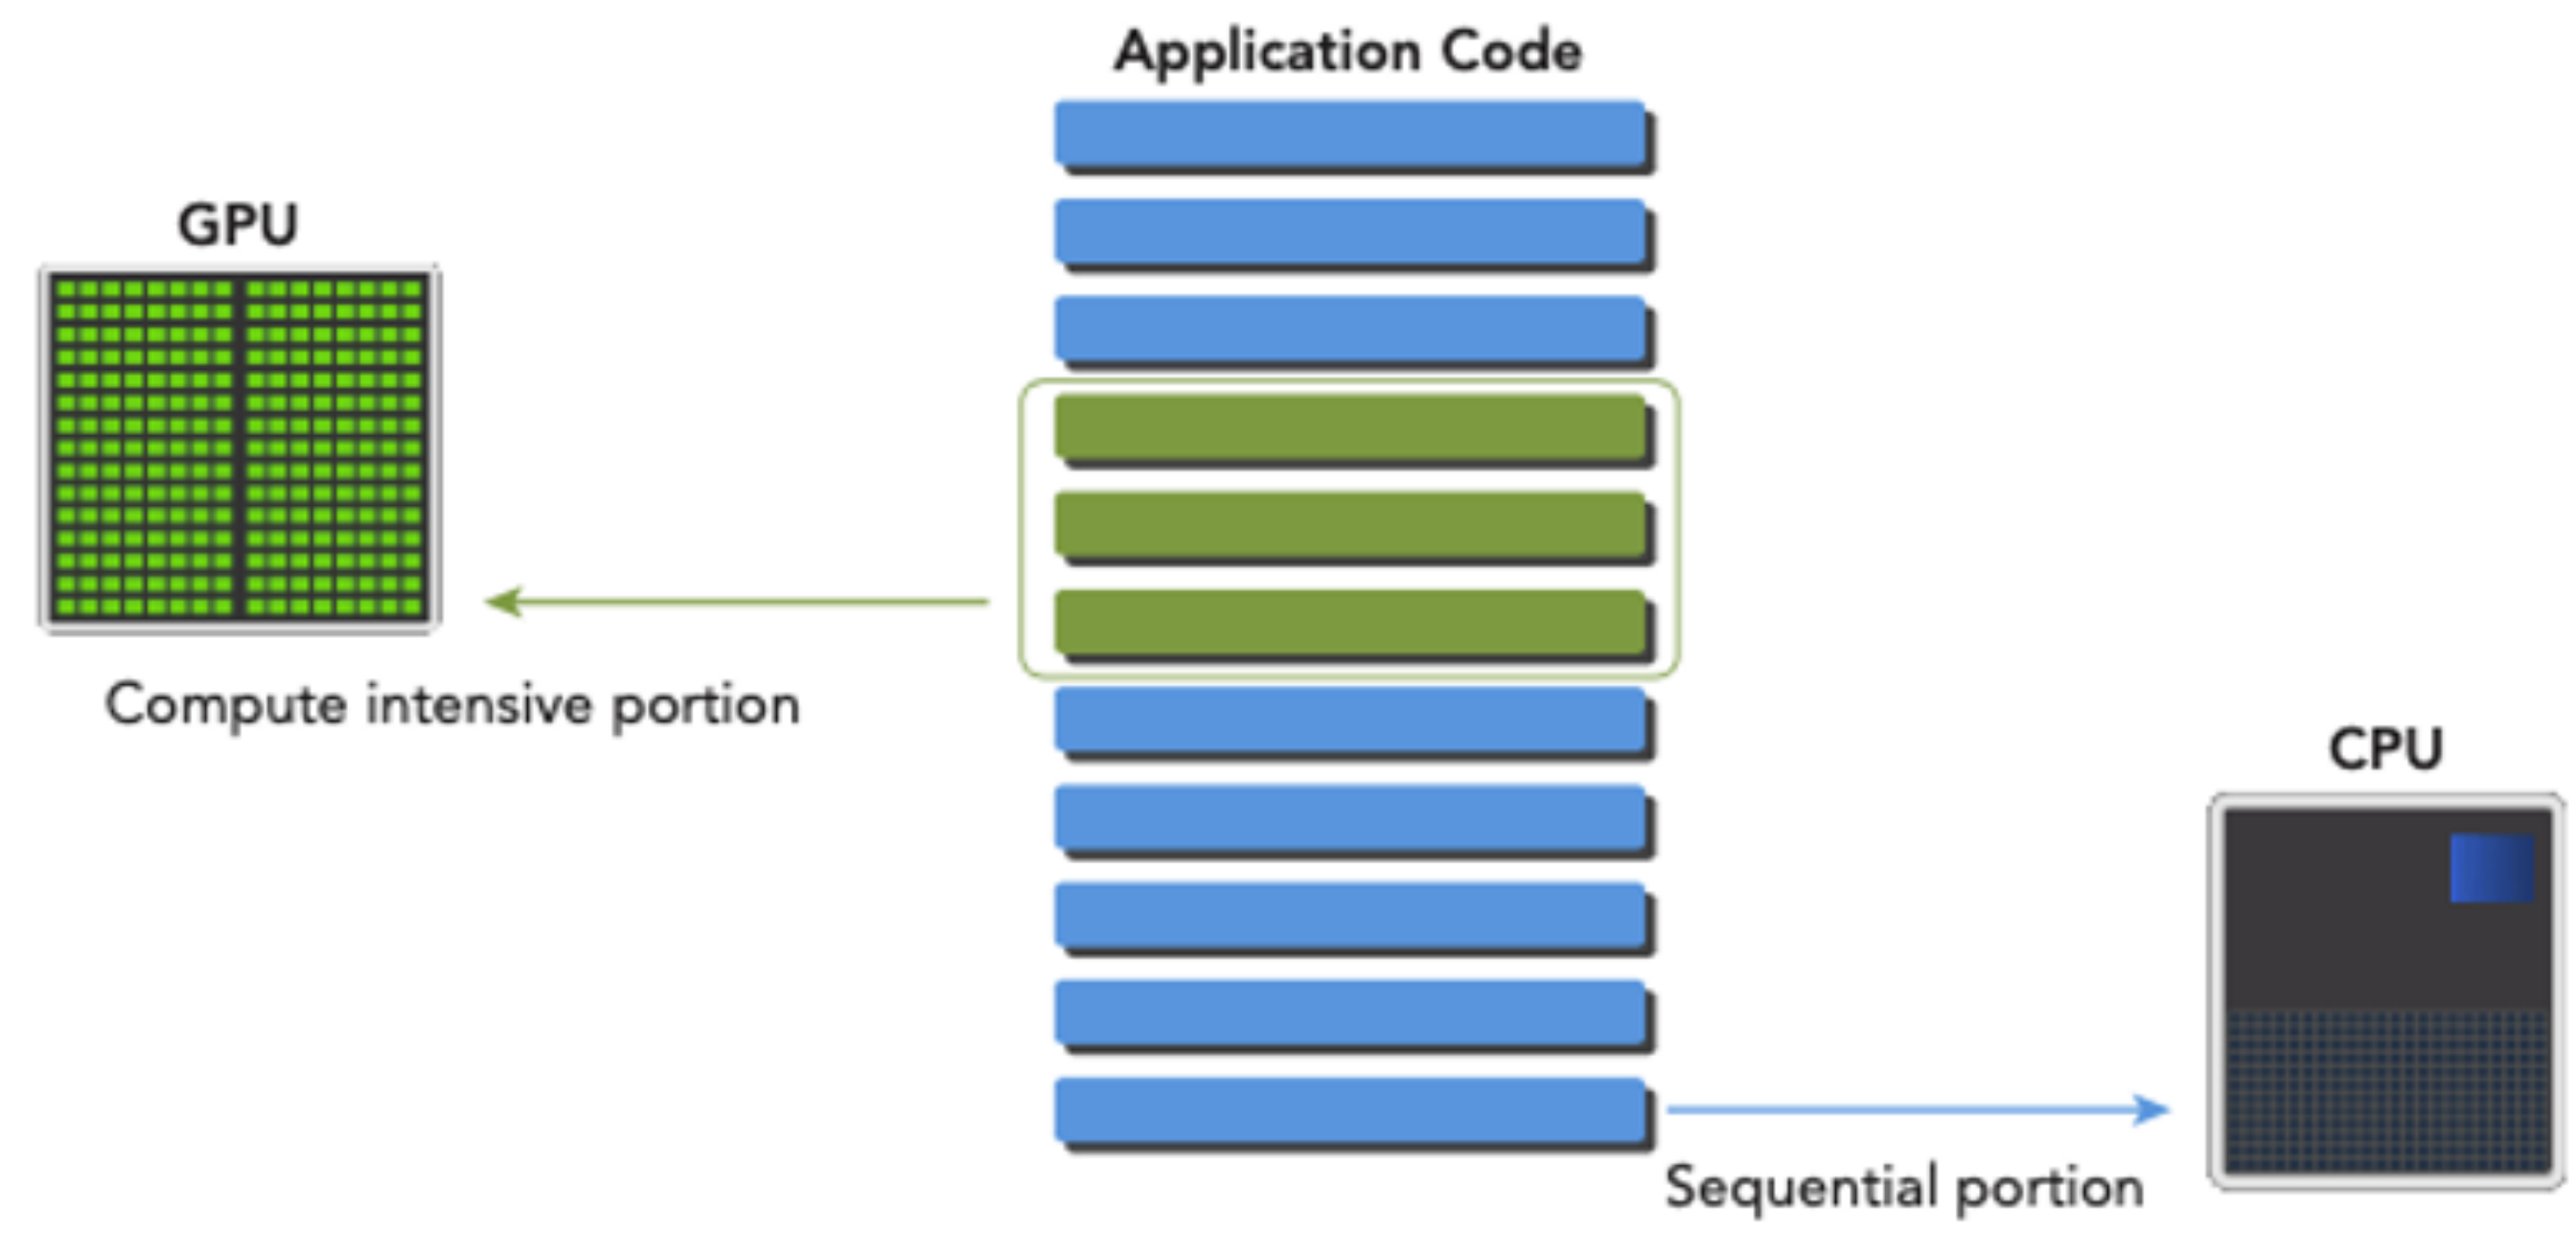 Application Code
GPU
Compute intensive portion
CPU
Sequential portion